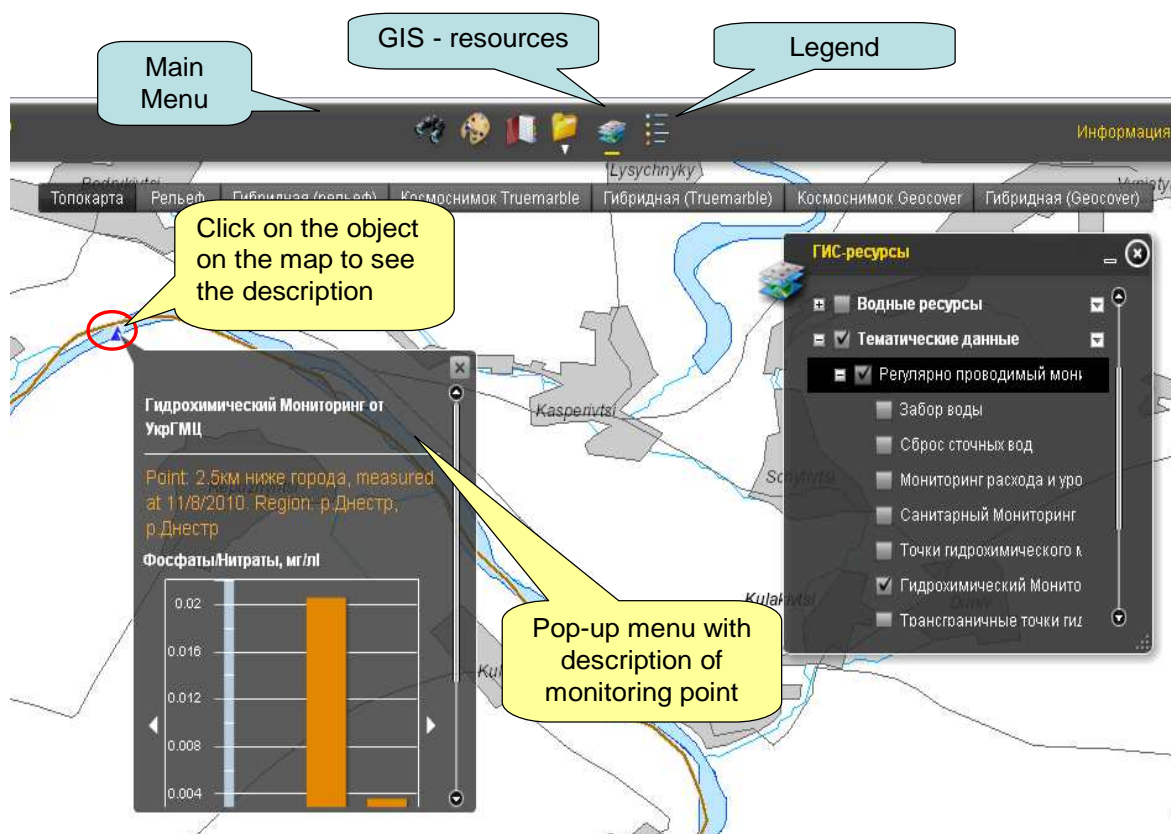 GIS - resources
Legend
Main
Menu
Информация
Lysychnyky
Топокарта
Рельеф
Гибридная (рельеф)
Космоснимок Truemarble
Гибридная (Truemarble)
Космоснимок Geocover
Гибридная (Geocover)
Click on the object
on the map to see
the description
ГИС-ресурсы
Водные ресурсы
Тематические данные
Регулярно проводимый мони
Забор воды
Сброс сточных вод
Мониторинг расхода и уро
Санитарный Мониторинг
Точки гидрохимического м
Гидрохимический Монито
Трансграничные точки гид
Kasperivtsi
Гидрохимический Мониторинг от
УкрГМЦ
Point: 2.5км ниже города, measured
at 11/8/2010. Region: р.Днестр,
р.Днестр
Фосфаты/Нитраты, мг/л
0.02
0.016
0.012
0.008
0.004
Kulakivtsi
Pop-up menu with
description of
monitoring point